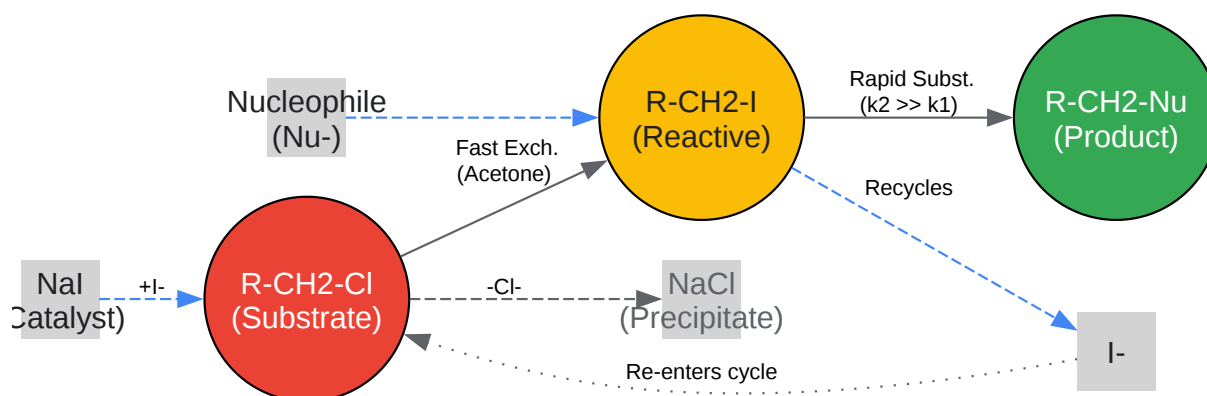 Nucleophile
(Nu-)
R-CH2-I
(Reactive)
Rapid Subst.
(k2 >> k1)
R-CH2-Nu
(Product)
Fast Exch.
(Acetone)
Recycles
NaI
Catalyst)
+I-
R-CH2-Cl
(Substrate)
-Cl-
NaCl
(Precipitate)
I-
Re-enters cycle